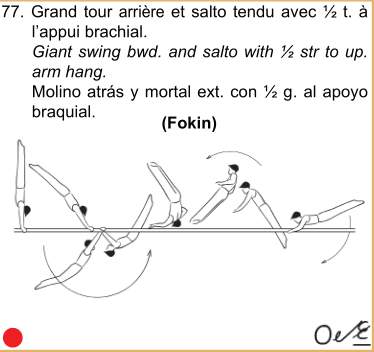 77. Grand tour arrière et salto tendu avec ½ t. à
l'appui brachial.
Giant swing bwd. and salto with ½ str to up.
arm hang.
Molino atrás y mortal ext. con ½ g. al apoyo
braquial.
(Fokin)